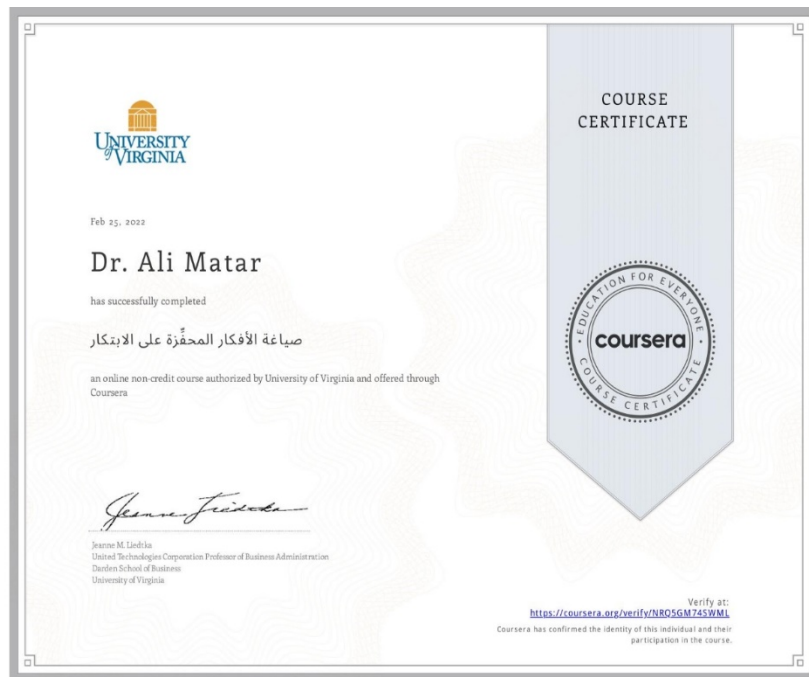 UNIVERSITY
of VIRGINIA
COURSE
CERTIFICATE
Feb 25, 2022
Dr. Ali Matar
has successfully completed
صياغة الأفكار المحفِّزة على الابتكار
an online non-credit course authorized by University of Virginia and offered through
Coursera
EDUCATION FOR EVERYONE
coursera
COURSE CERTIFICATE
Jeanne M. Liedtka
United Technologies Corporation Professor of Business Administration
Darden School of Business
University of Virginia
Verify at:
https://coursera.org/verify/NRQ5GM74SWML
Coursera has confirmed the identity of this individual and their
participation in the course.